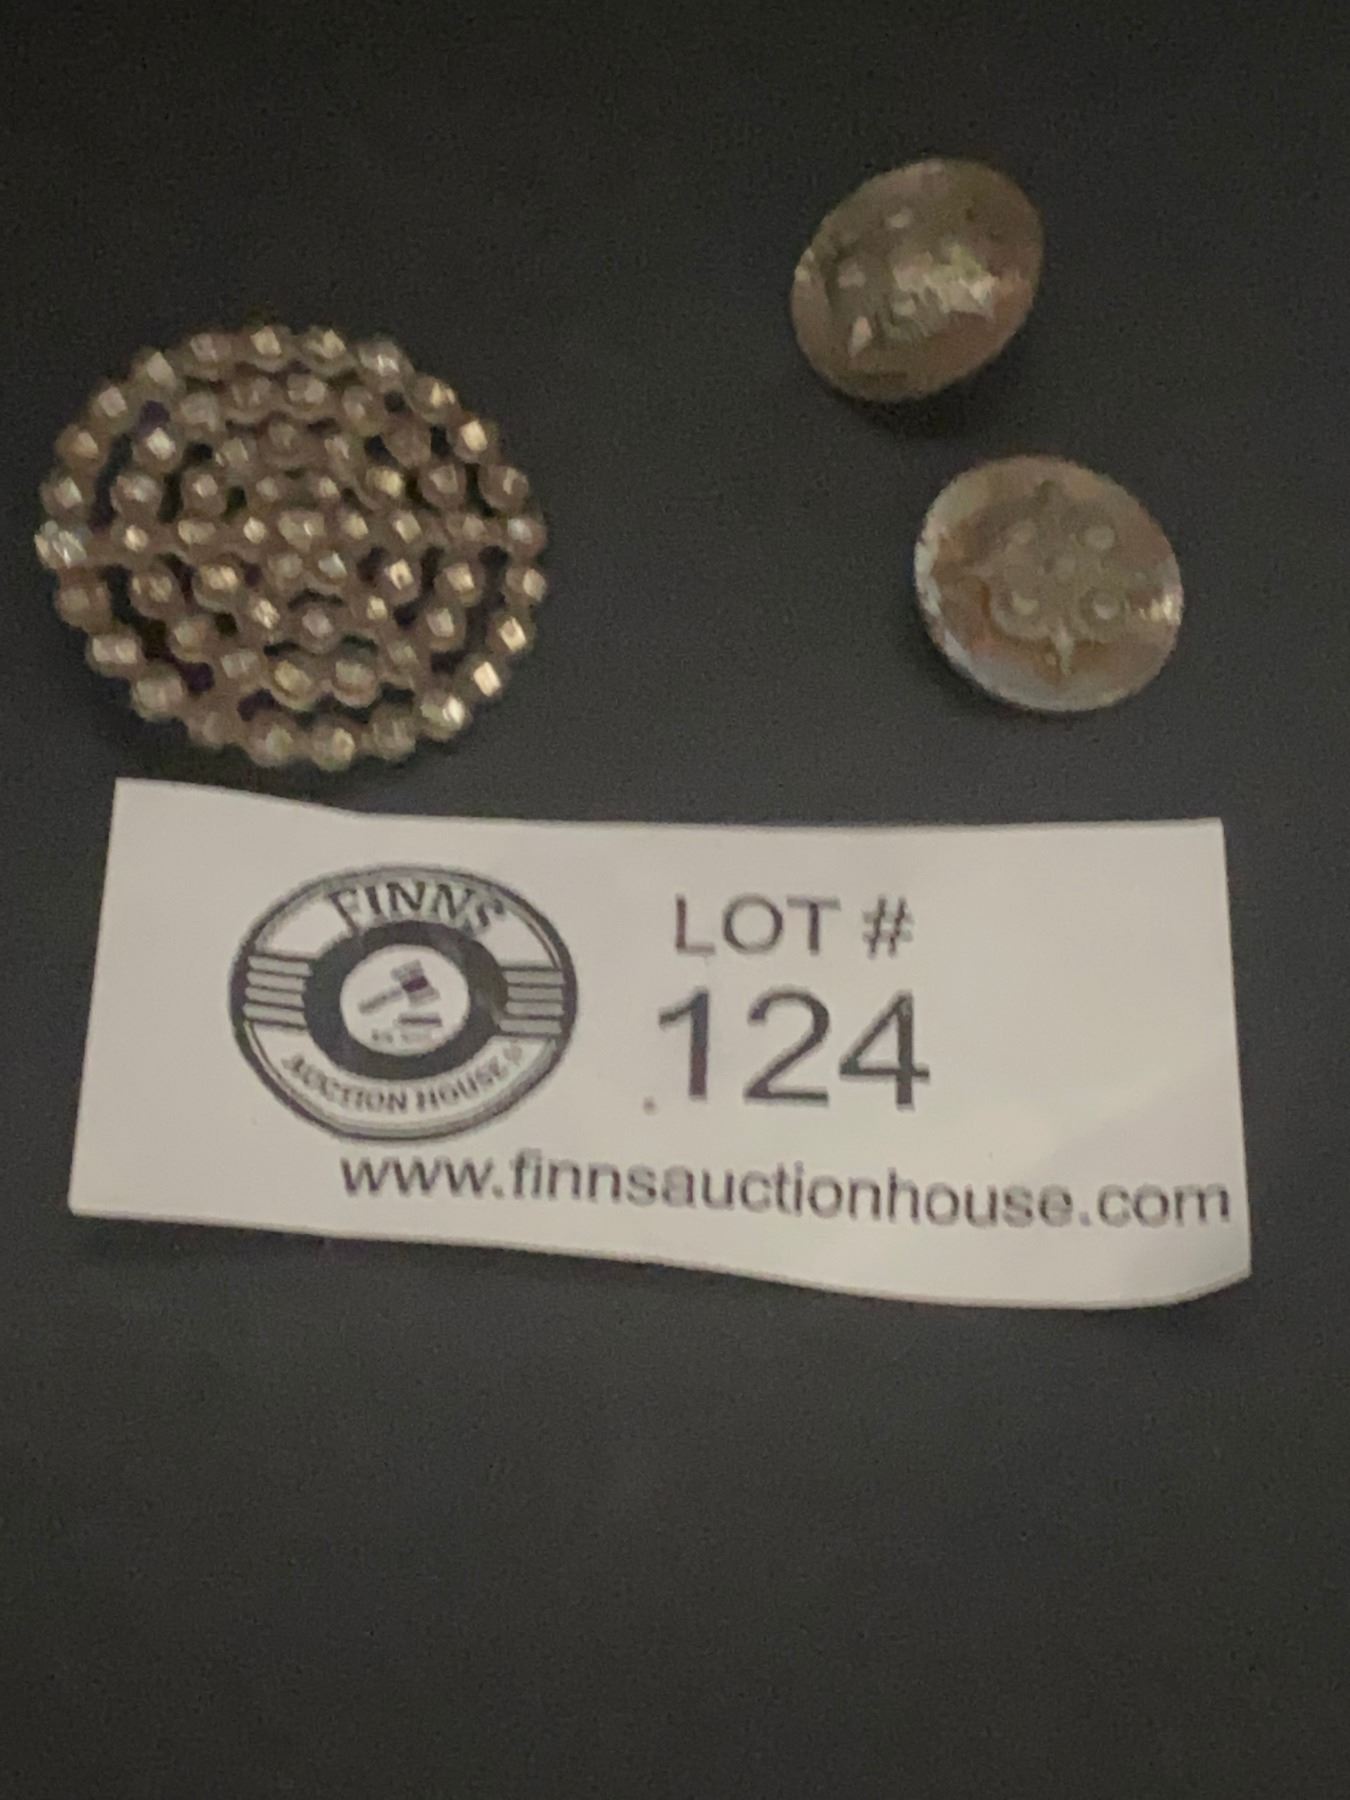 FINNS
AUCTION HOUSE
LOT #
124
www.finnsauctionhouse.com